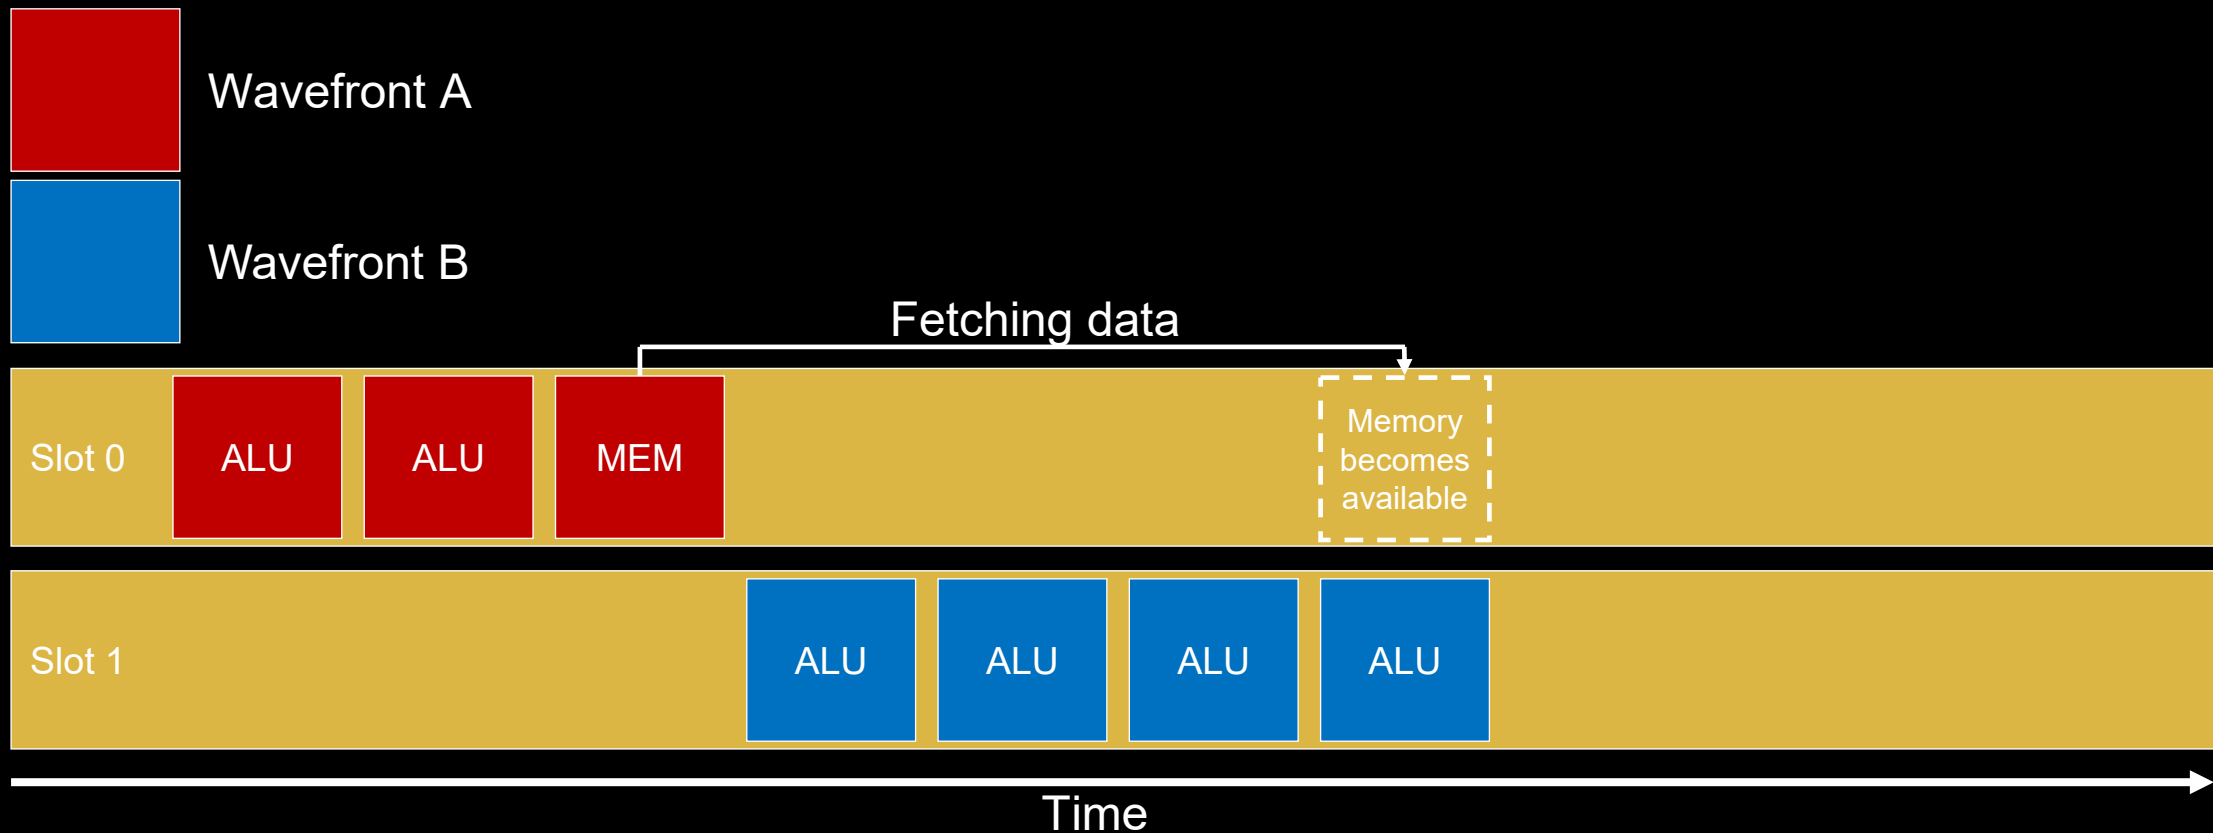 Wavefront A
Wavefront B
Fetching data
Slot 0
ALU
ALU
MEM
Memory
becomes
available
Slot 1
ALU
ALU
ALU
ALU
Time